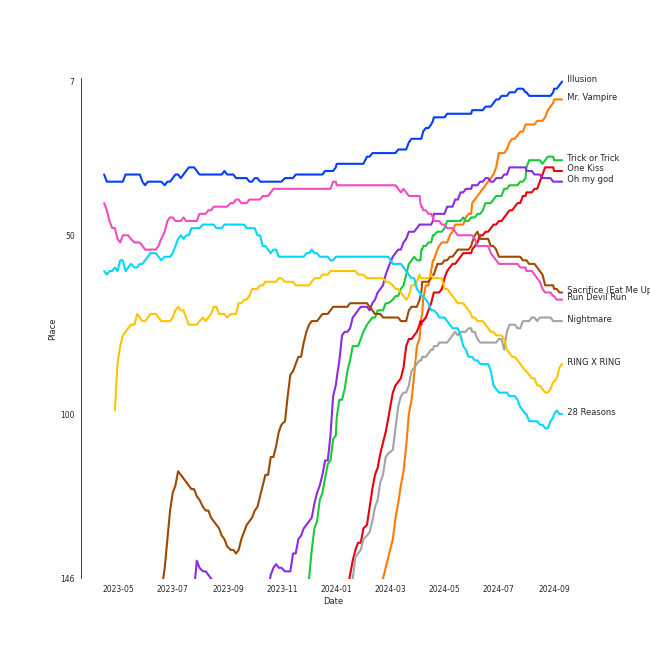 7
50
100
146
Place
2023-05
2023-07
2023-09
2023-11
2024-01
2024-03
2024-05
2024-07
2024-09
Date
Illusion
Mr. Vampire
Trick or Trick
One Kiss
Oh my god
Sacrifice (Eat Me Up
Run Devil Run
Nightmare
RING X RING
28 Reasons